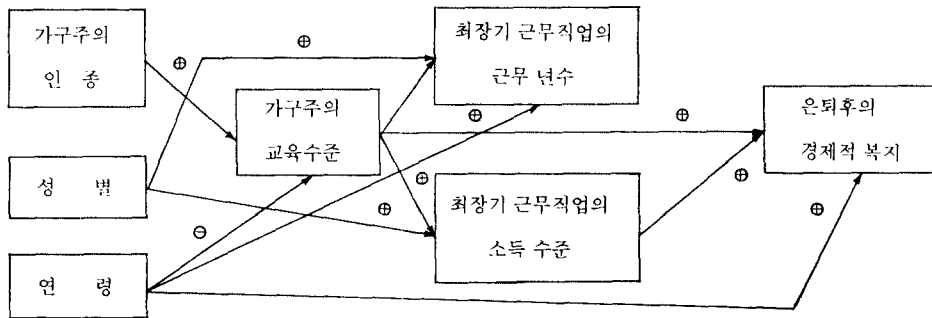 가구주의
인 종
성 별
연 령
가구주의
교육수준
최장기 근무직업의
근무 년수
최장기 근무직업의
소득 수준
은퇴후의
경제적 복지
⊕
⊕
⊕
⊕
⊕
⊕
⊕
⊕
⊖